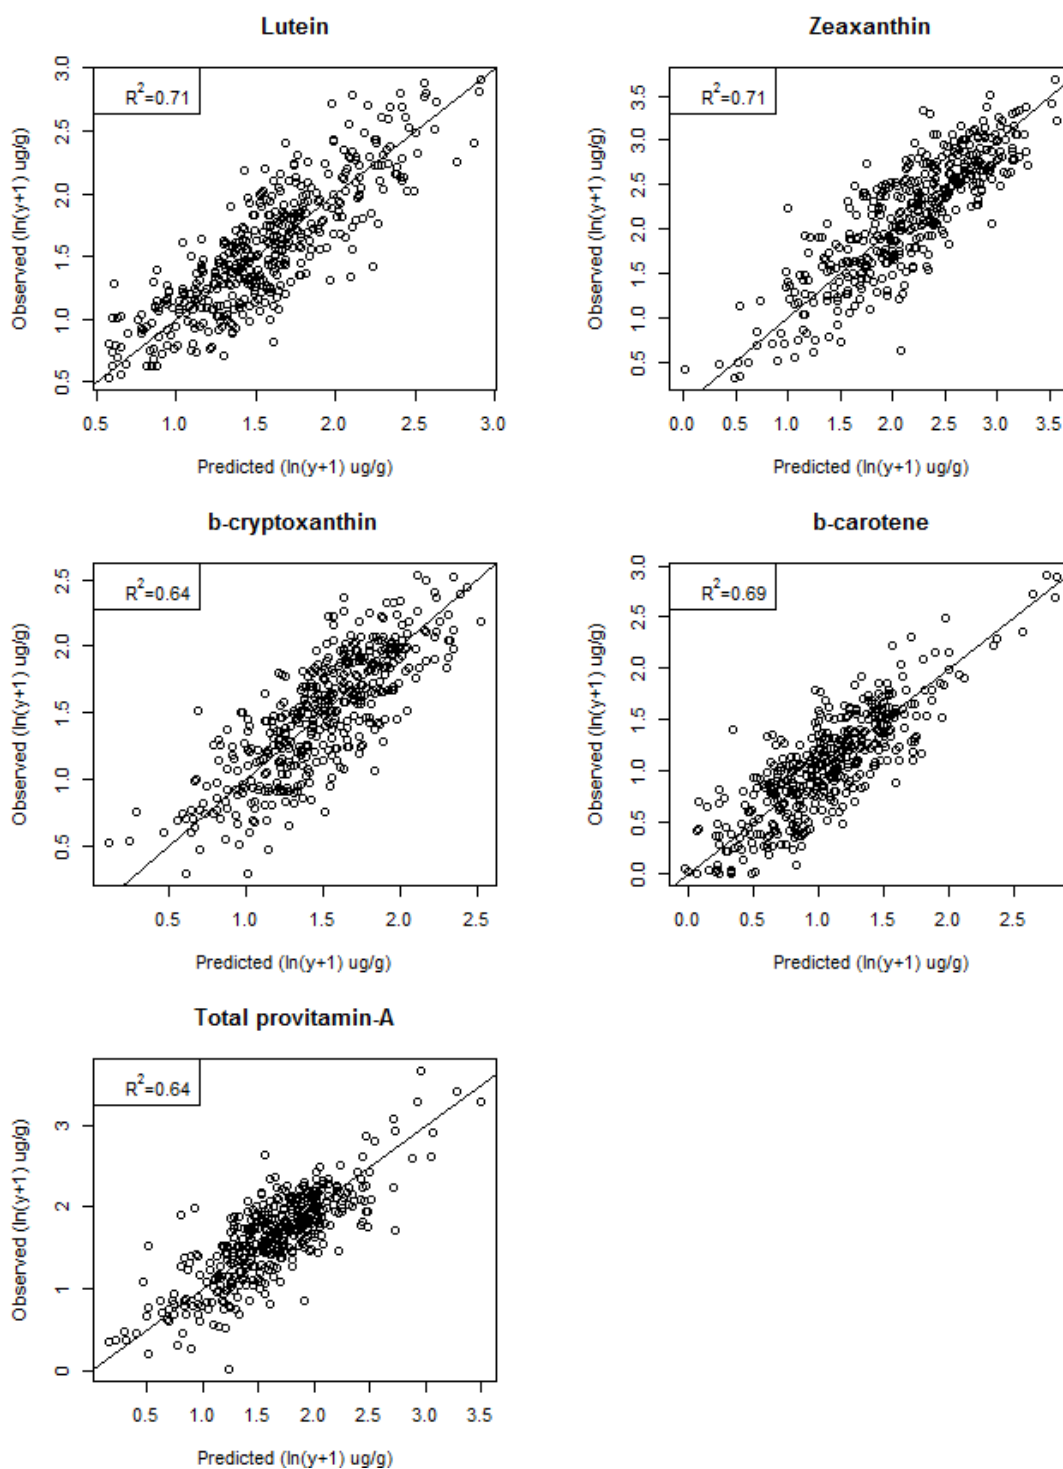 Lutein
R²=0.71
Observed (ln(y+1) ug/g)
3.0
2.5
2.0
1.5
1.0
0.5
0.5 1.0 1.5 2.0 2.5 3.0
Predicted (ln(y+1) ug/g)
Zeaxanthin
R²=0.71
Observed (ln(y+1) ug/g)
3.5
3.0
2.5
2.0
1.5
1.0
0.5
0.0 0.5 1.0 1.5 2.0 2.5 3.0 3.5
Predicted (ln(y+1) ug/g)
b-cryptoxanthin
R²=0.64
Observed (ln(y+1) ug/g)
2.5
2.0
1.5
1.0
0.5
0.5 1.0 1.5 2.0 2.5
Predicted (ln(y+1) ug/g)
b-carotene
R²=0.69
Observed (ln(y+1) ug/g)
3.0
2.5
2.0
1.5
1.0
0.5
0.0
0.0 0.5 1.0 1.5 2.0 2.5
Predicted (ln(y+1) ug/g)
Total provitamin-A
R²=0.64
Observed (ln(y+1) ug/g)
3
2
1
0
0.5 1.0 1.5 2.0 2.5 3.0 3.5
Predicted (ln(y+1) ug/g)